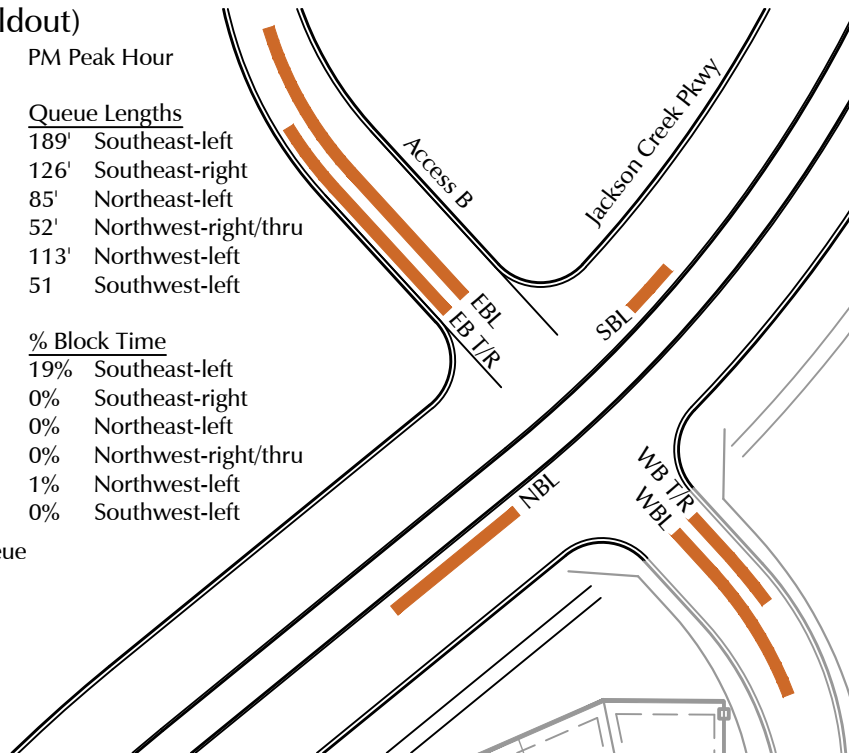 ldout)
PM Peak Hour
Queue Lengths
189' Southeast-left
126' Southeast-right
85' Northeast-left
52' Northwest-right/thru
113' Northwest-left
51 Southwest-left
% Block Time
19% Southeast-left
0% Southeast-right
0% Northeast-left
0% Northwest-right/thru
1% Northwest-left
0% Southwest-left
eue
Access B
Jackson Creek Pkwy
EBL
EB T/R
SBL
NBL
WB T/R
WBL